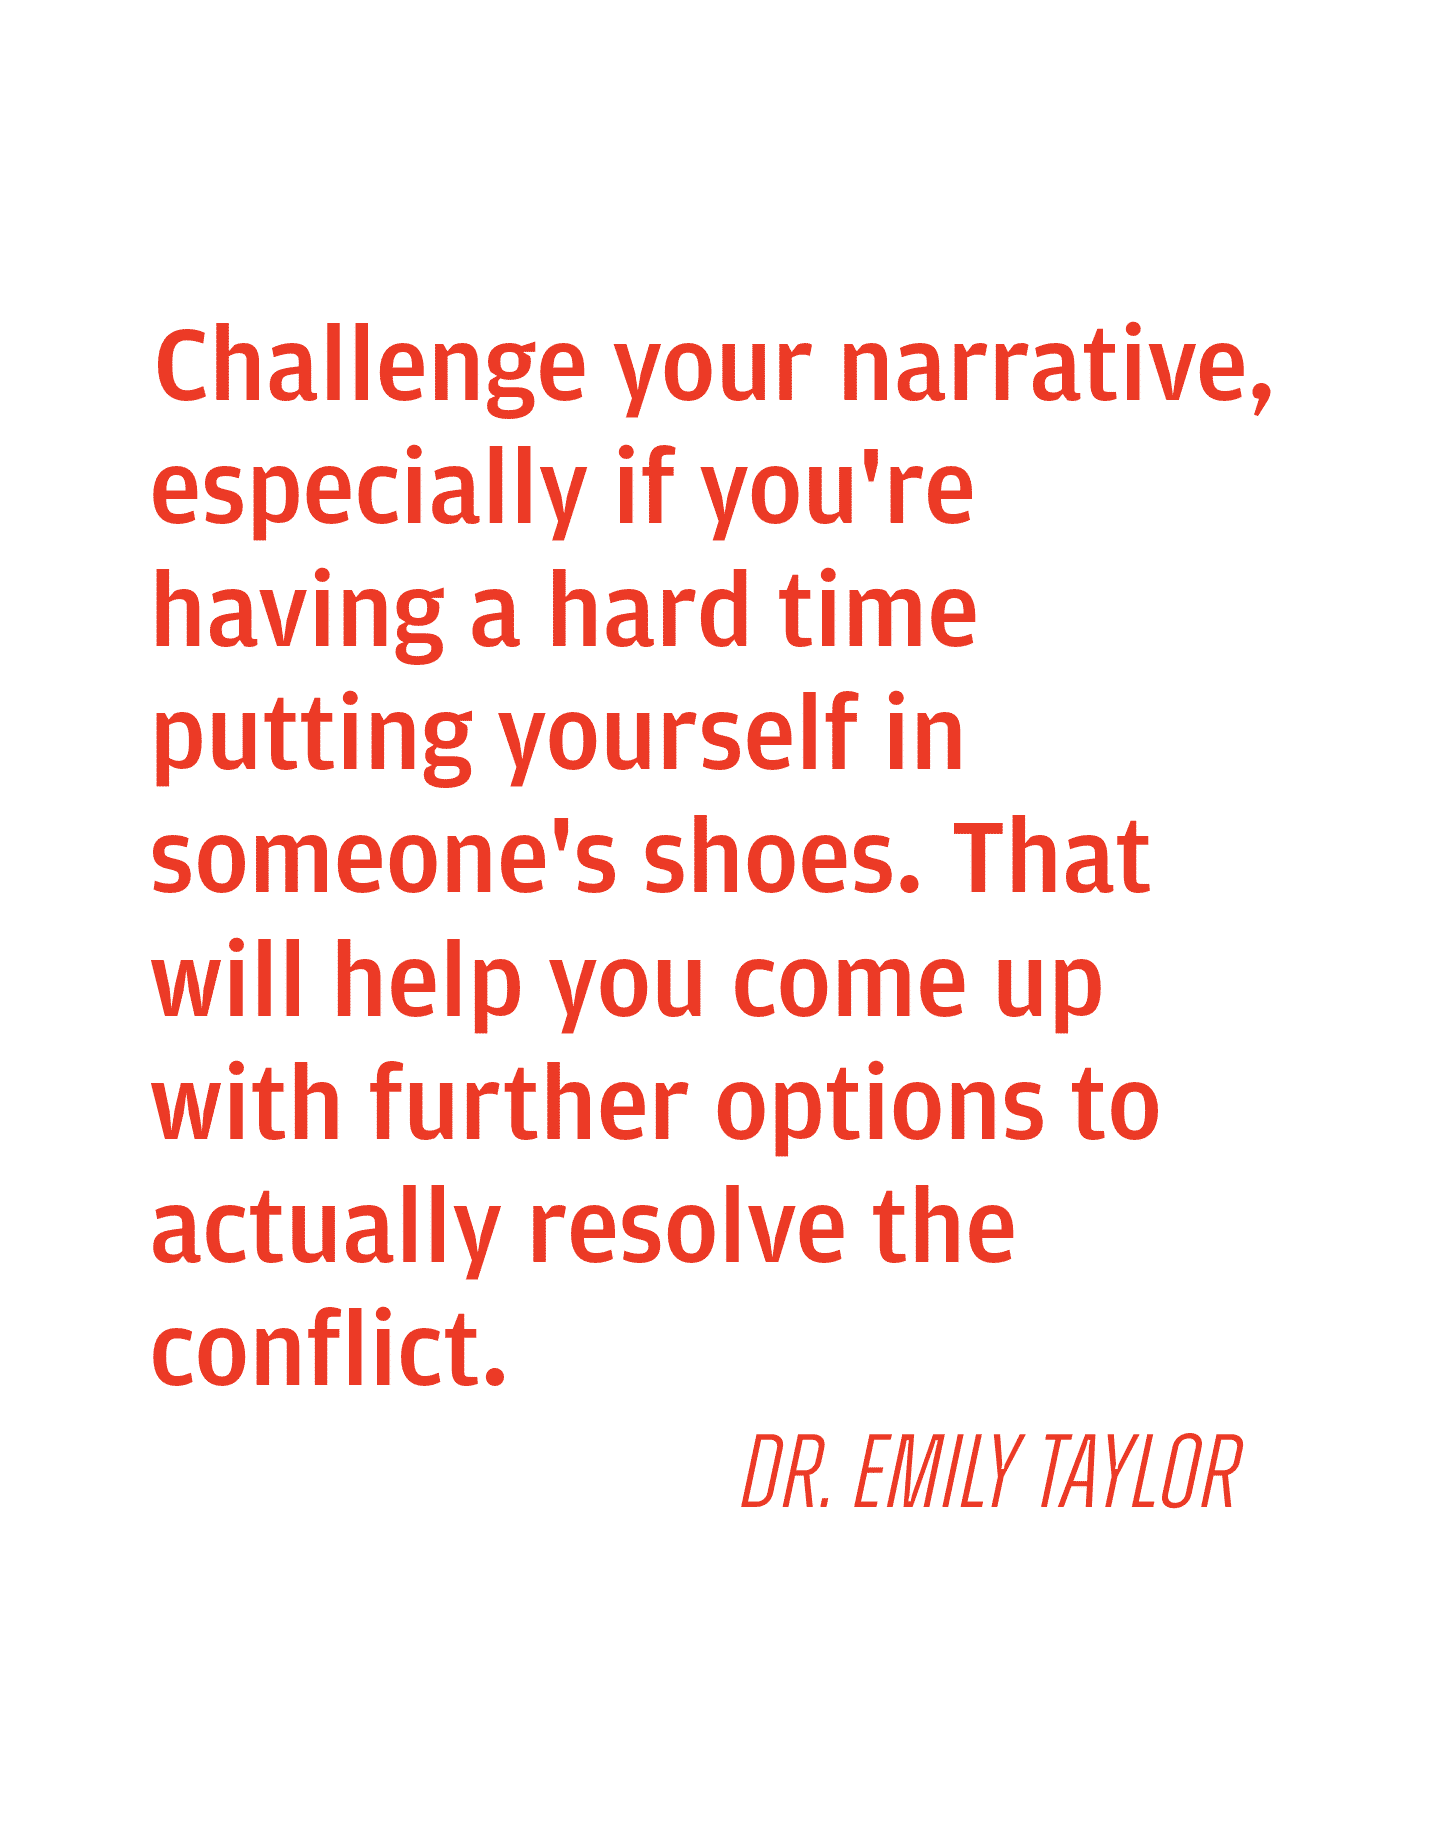 Challenge your narrative,
especially if you're
having a hard time
putting yourself in
someone's shoes. That
will help you come up
with further options to
actually resolve the
conflict.
DR. EMILY TAYLOR